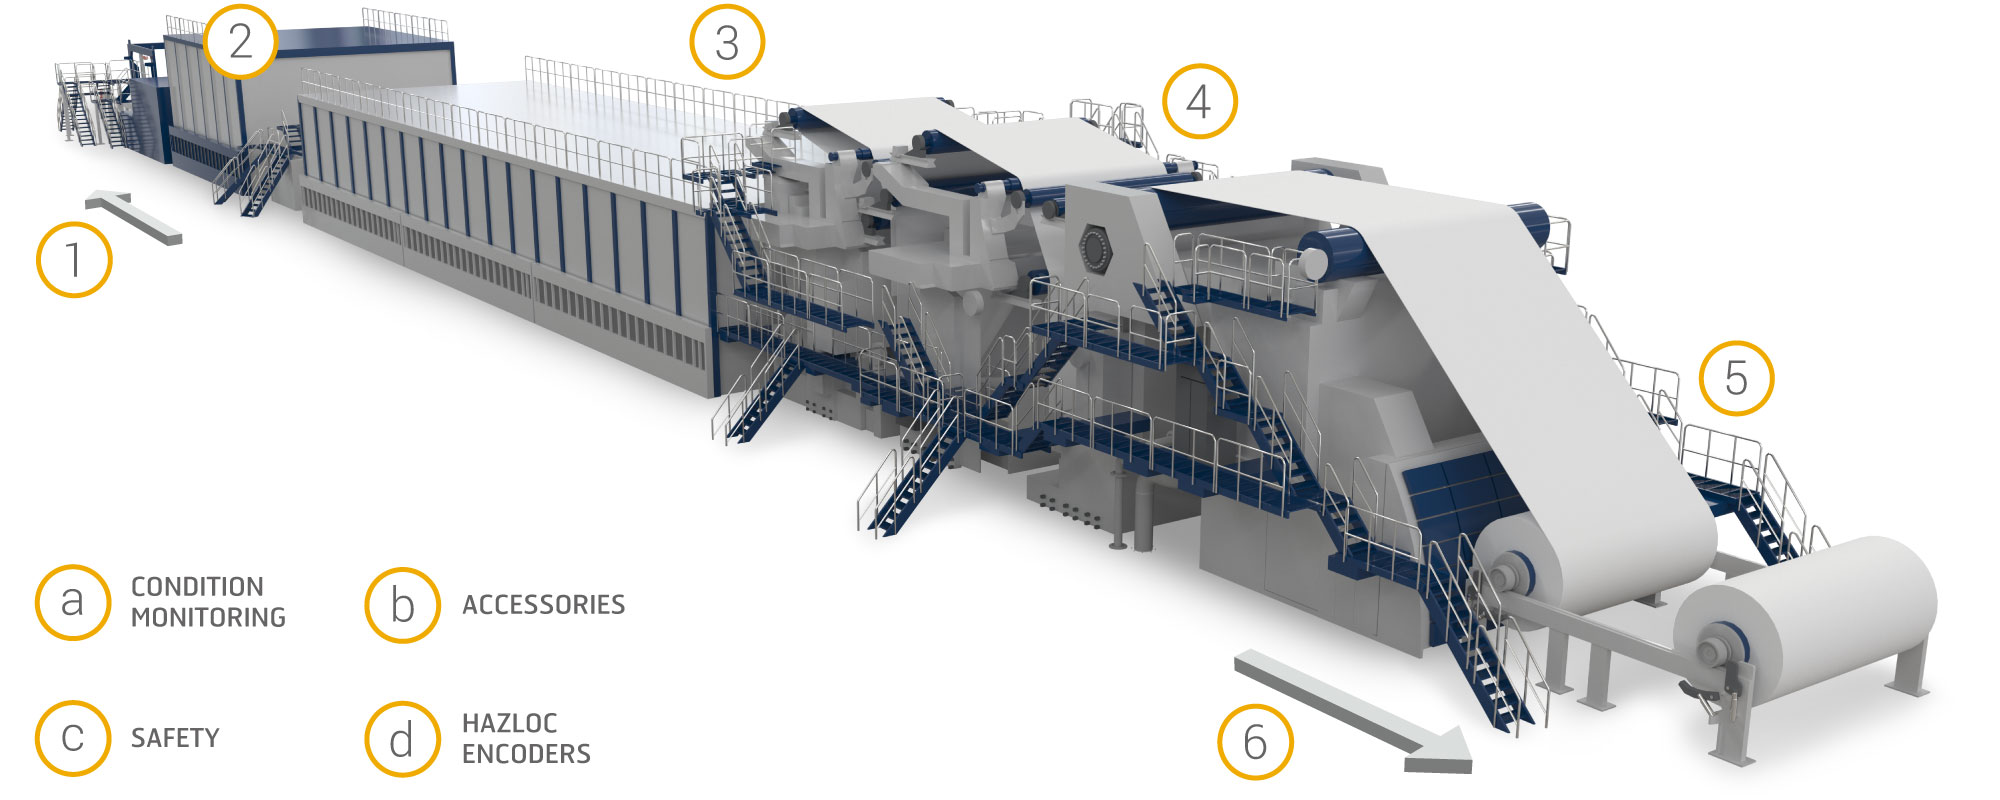 2
3
4
1
5
a
CONDITION
MONITORING
b
ACCESSORIES
c
SAFETY
d
HAZLOC
ENCODERS
6